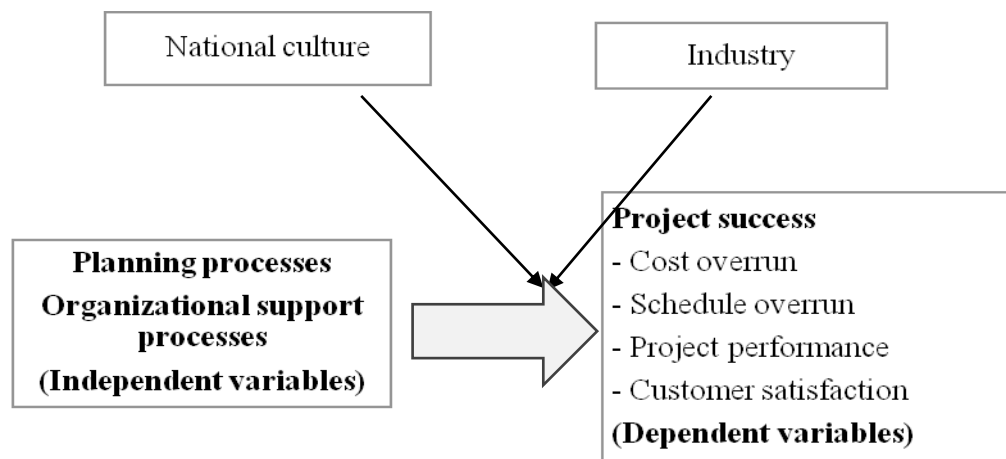 National culture
Industry
Planning processes
Organizational support
processes
(Independent variables)
Project success
- Cost overrun
- Schedule overrun
- Project performance
- Customer satisfaction
(Dependent variables)